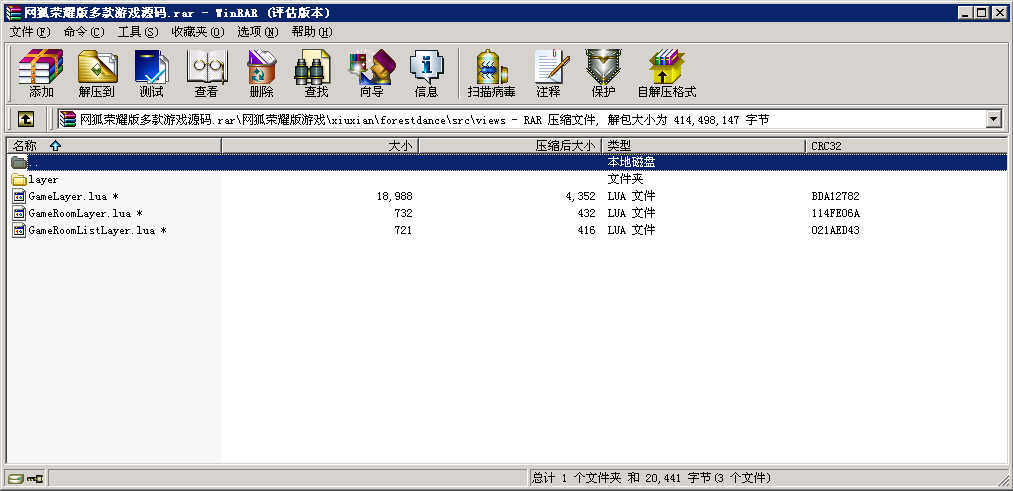 网狐荣耀版多款游戏源码.rar - WinRAR (评估版本)
文件(F) 命令(C) 工具(S) 收藏夹(O) 选项(N) 帮助(H)
添加 解压到 测试 查看 删除 查找 向导 信息 扫描病毒 注释 保护 自解压格式
网狐荣耀版多款游戏源码.rar\网狐荣耀版游戏\xiuxian\forestdance\src\views - RAR 压缩文件, 解包大小为 414,498,147 字节
名称 大小 压缩后大小 类型 CRC32
.. 本地磁盘
layer 文件夹
GameLayer.lua * 18,988 4,352 LUA 文件 BDA12782
GameRoomLayer.lua * 732 432 LUA 文件 114FE06A
GameRoomListLayer.lua * 721 416 LUA 文件 021AED43
总计 1 个文件夹 和 20,441 字节(3 个文件)